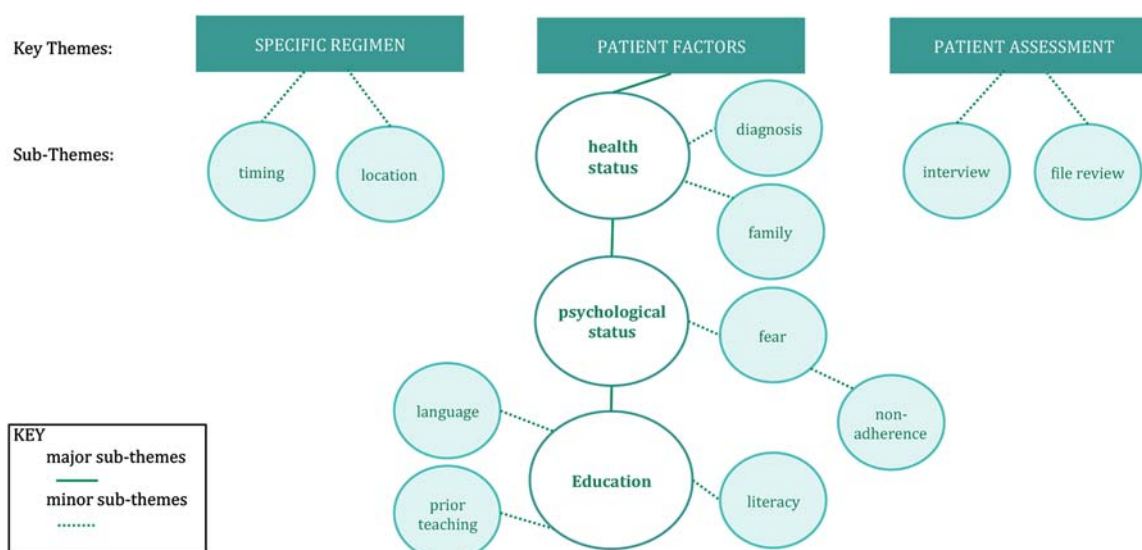 Key Themes:
SPECIFIC REGIMEN
PATIENT FACTORS
PATIENT ASSESSMENT
Sub-Themes:
timing
location
health
status
diagnosis
family
interview
file review
psychological
status
fear
non-
adherence
language
prior
teaching
Education
literacy
KEY
major sub-themes
minor sub-themes